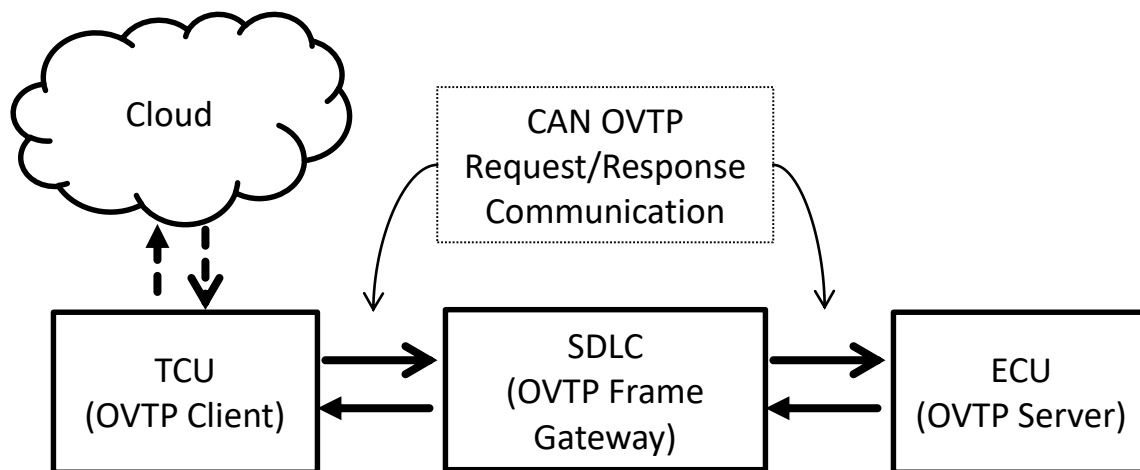 Cloud
CAN OVTP
Request/Response
Communication
TCU
(OVTP Client)
SDLC
(OVTP Frame
Gateway)
ECU
(OVTP Server)